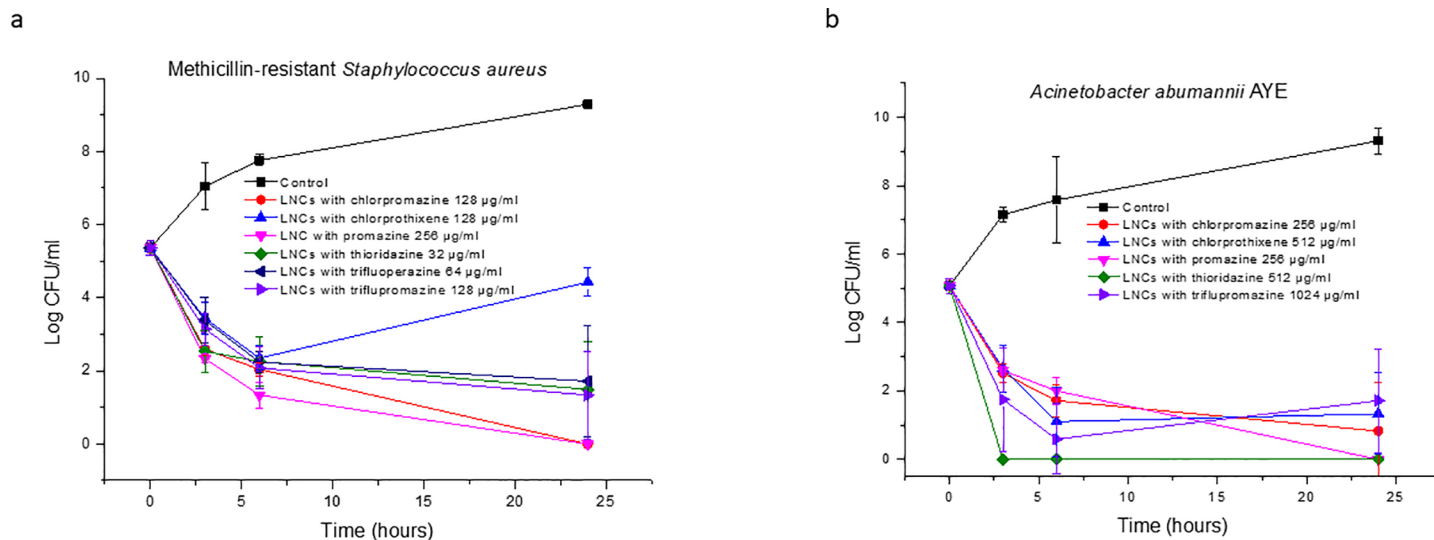 a
Methicillin-resistant Staphylococcus aureus
10
8
6
4
2
0
Log CFU/ml
Control
LNCs with chlorpromazine 128 µg/ml
LNCs with chlorprothixene 128 µg/ml
LNC with promazine 256 µg/ml
LNCs with thioridazine 32 µg/ml
LNCs with trifluoperazine 64 µg/ml
LNCs with triflupromazine 128 µg/ml
0 5 10 15 20 25
Time (hours)
b
Acinetobacter abumannii AYE
10
8
6
4
2
0
Log CFU/ml
Control
LNCs with chlorpromazine 256 µg/ml
LNCs with chlorprothixene 512 µg/ml
LNCs with promazine 256 µg/ml
LNCs with thioridazine 512 µg/ml
LNCs with triflupromazine 1024 µg/ml
0 5 10 15 20 25
Time (hours)